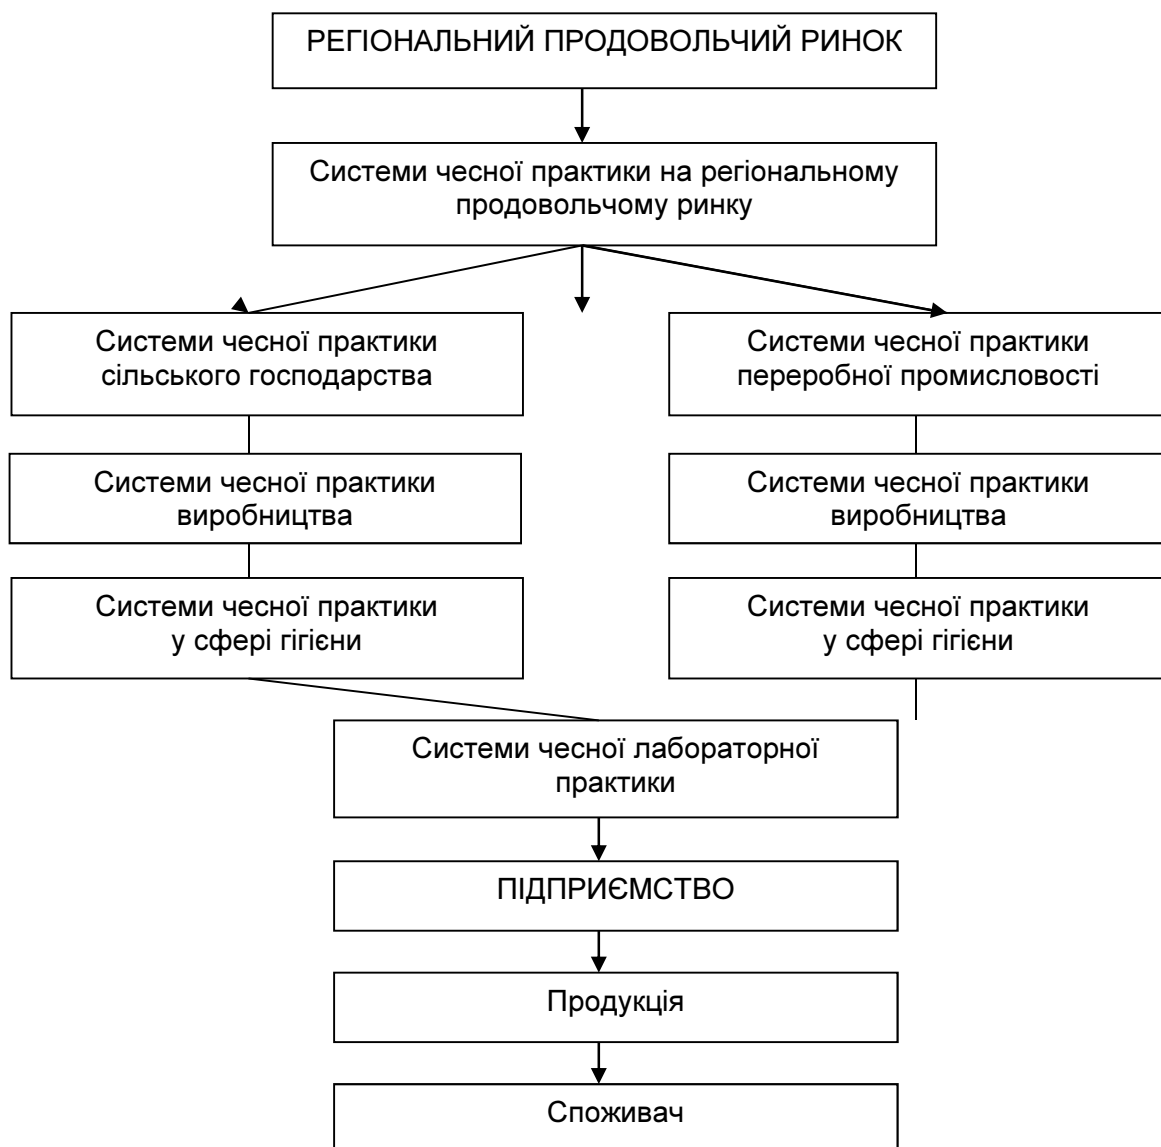 РЕГІОНАЛЬНИЙ ПРОДОВОЛЬЧИЙ РИНОК
Системи чесної практики на регіональному
продовольчому ринку
Системи чесної практики
сільського господарства
Системи чесної практики
переробної промисловості
Системи чесної практики
виробництва
Системи чесної практики
виробництва
Системи чесної практики
у сфері гігієни
Системи чесної практики
у сфері гігієни
Системи чесної лабораторної
практики
ПІДПРИЄМСТВО
Продукція
Споживач